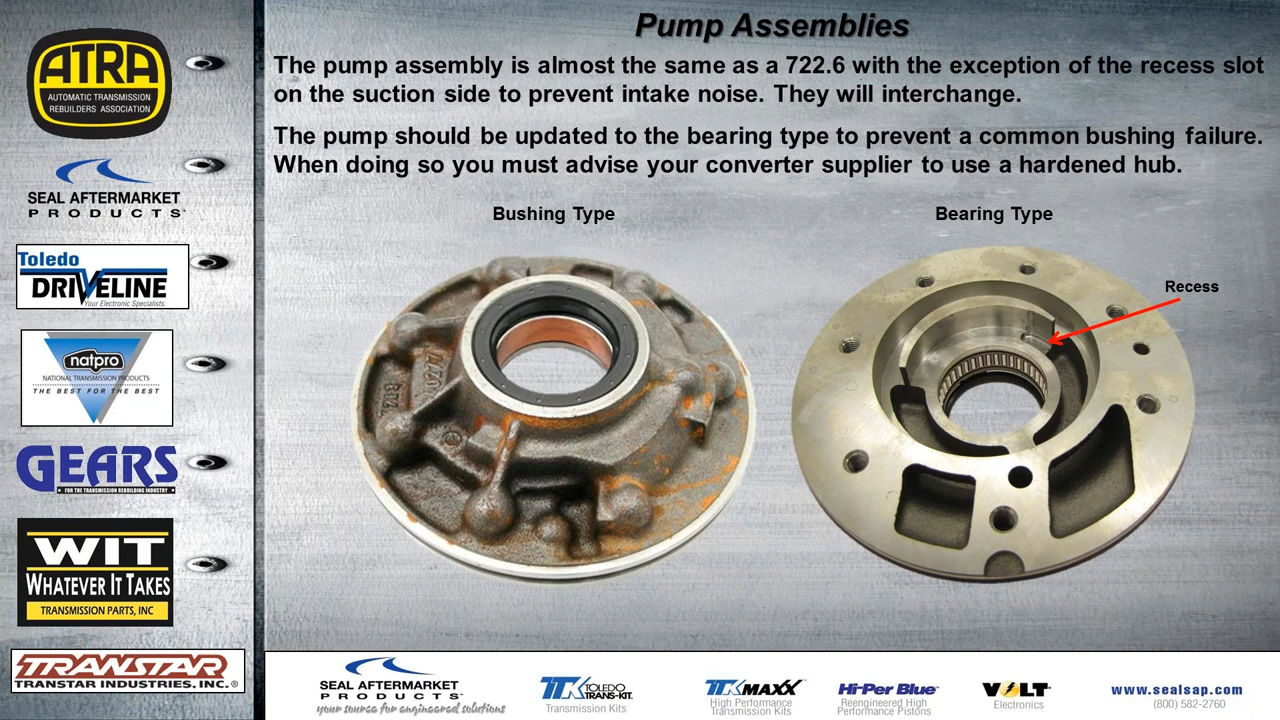 Pump Assemblies
The pump assembly is almost the same as a 722.6 with the exception of the recess slot
on the suction side to prevent intake noise. They will interchange.
The pump should be updated to the bearing type to prevent a common bushing failure.
When doing so you must advise your converter supplier to use a hardened hub.
Bushing Type
Bearing Type
Recess
ATRA
AUTOMATIC TRANSMISSION
REBUILDERS ASSOCIATION
SEAL AFTERMARKET
PRODUCTS
Toledo
DRIVELINE
Your Electronic Specialists.
natpro
NATIONAL TRANSMISSION PRODUCTS
THE BEST FOR THE BEST
GEARS
FOR THE TRANSMISSION REBUILDING INDUSTRY
WIT
WHATEVER IT TAKES
TRANSMISSION PARTS, INC
TRANSTAR
TRANSTAR INDUSTRIES, INC.®
SEAL AFTERMARKET
PRODUCTS
your source for engineered solutions
TTK TOLEDO
TRANS-KIT
Transmission Kits
TTK MAXX
High Performance
Transmission Kits
Hi-Per Blue
Reengineered High
Performance Pistons
VOLT
Electronics
www.sealsap.com
(800) 582-2760